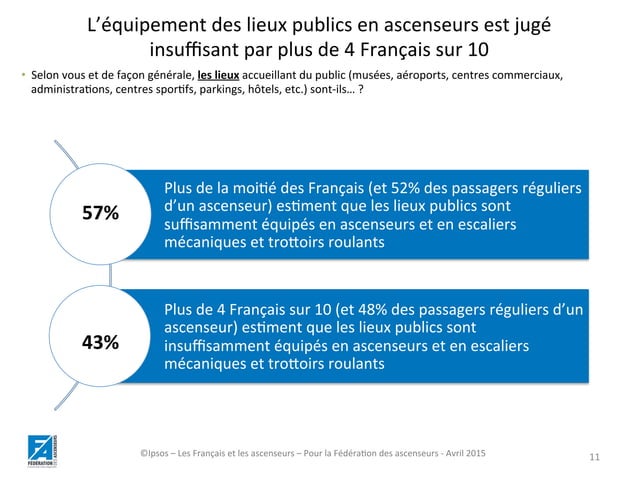 L’équipement des lieux publics en ascenseurs est jugé
insuffisant par plus de 4 Français sur 10
• Selon vous et de façon générale, les lieux accueillant du public (musées, aéroports, centres commerciaux,
administrations, centres sportifs, parkings, hôtels, etc.) sont-ils… ?
57%
Plus de la moitié des Français (et 52% des passagers réguliers
d’un ascenseur) estiment que les lieux publics sont
suffisamment équipés en ascenseurs et en escaliers
mécaniques et trottoirs roulants
43%
Plus de 4 Français sur 10 (et 48% des passagers réguliers d’un
ascenseur) estiment que les lieux publics sont
insuffisamment équipés en ascenseurs et en escaliers
mécaniques et trottoirs roulants
FA
FÉDÉRATION
DES ASCENSEURS
©Ipsos – Les Français et les ascenseurs – Pour la Fédération des ascenseurs - Avril 2015
11